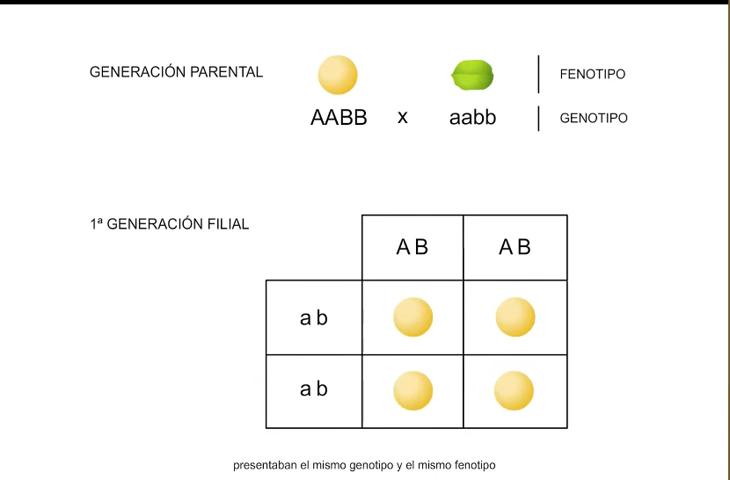 GENERACIÓN PARENTAL
FENOTIPO
AABB x aabb
GENOTIPO
1ª GENERACIÓN FILIAL
A B A B
a b
a b
presentaban el mismo genotipo y el mismo fenotipo